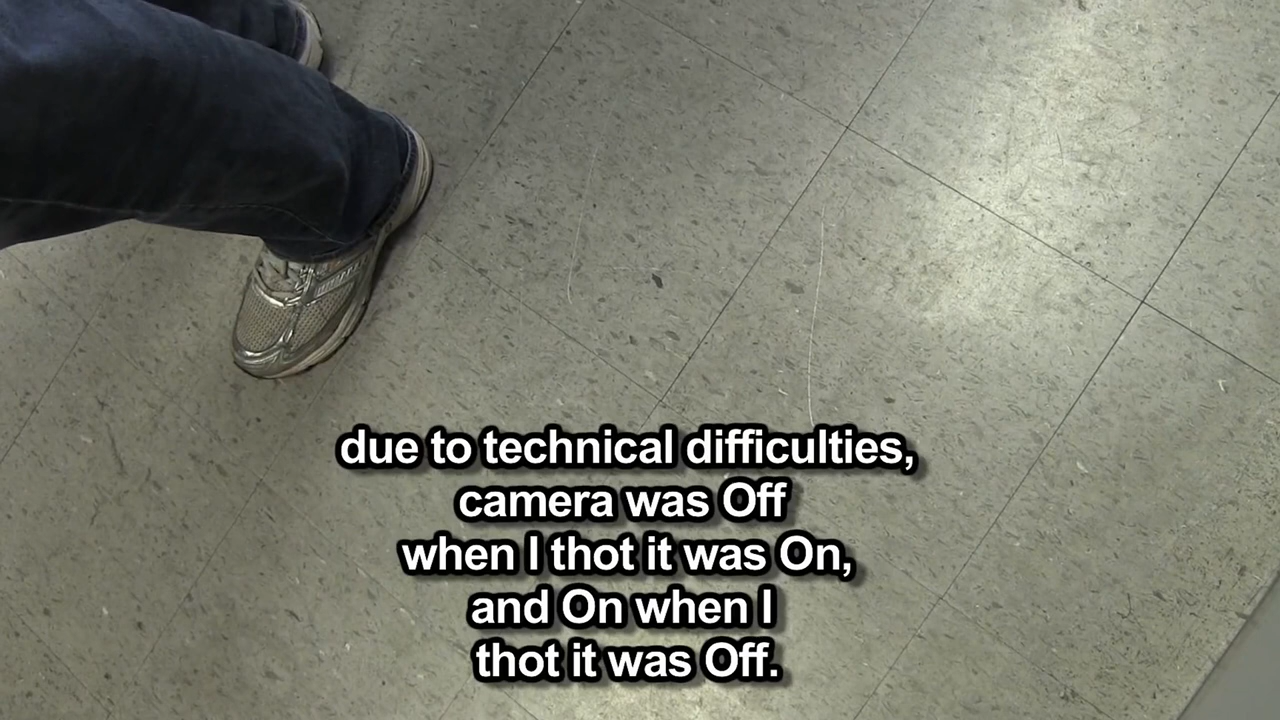 due to technical difficulties,
camera was Off
when I thot it was On,
and On when I
thot it was Off.